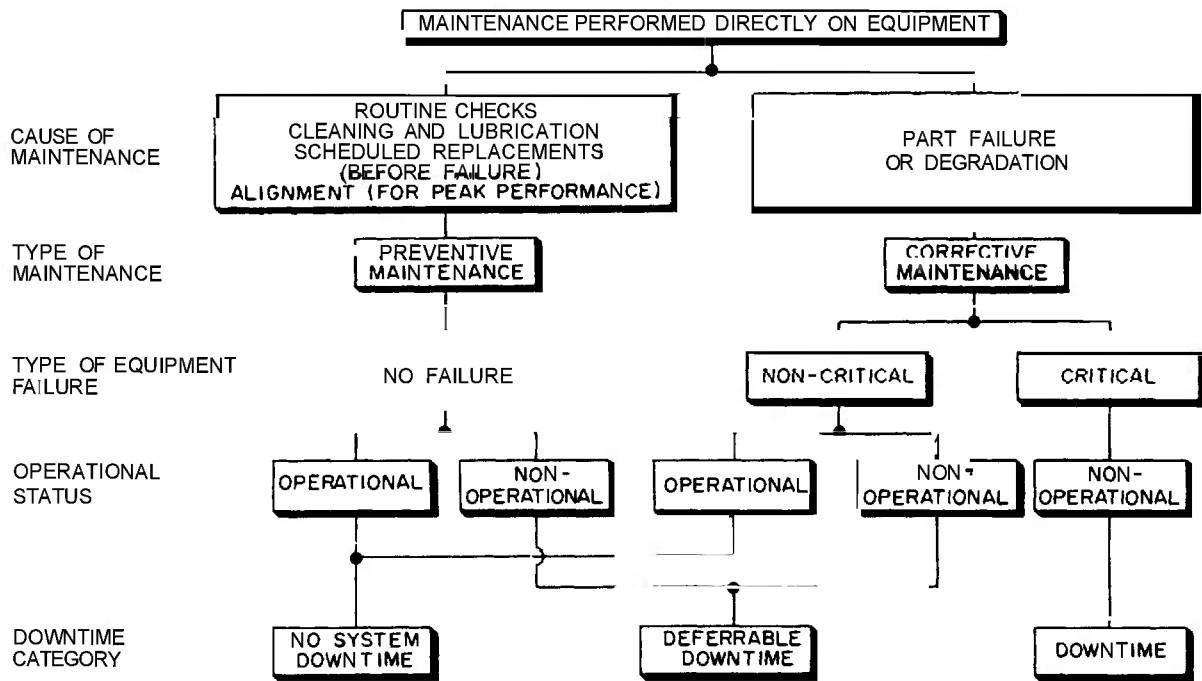 MAINTENANCE PERFORMED DIRECTLY ON EQUIPMENT
CAUSE OF
MAINTENANCE
ROUTINE CHECKS
CLEANING AND LUBRICATION
SCHEDULED REPLACEMENTS
(BEFORE FAILURE)
ALIGNMENT (FOR PEAK PERFORMANCE)
PART FAILURE
OR DEGRADATION
TYPE OF
MAINTENANCE
PREVENTIVE
MAINTENANCE
CORRECTIVE
MAINTENANCE
TYPE OF EQUIPMENT
FAILURE
NO FAILURE
NON-CRITICAL
CRITICAL
OPERATIONAL
STATUS
OPERATIONAL
NON-
OPERATIONAL
OPERATIONAL
NON-
OPERATIONAL
NON-
OPERATIONAL
DOWNTIME
CATEGORY
NO SYSTEM
DOWNTIME
DEFERRABLE
DOWNTIME
DOWNTIME